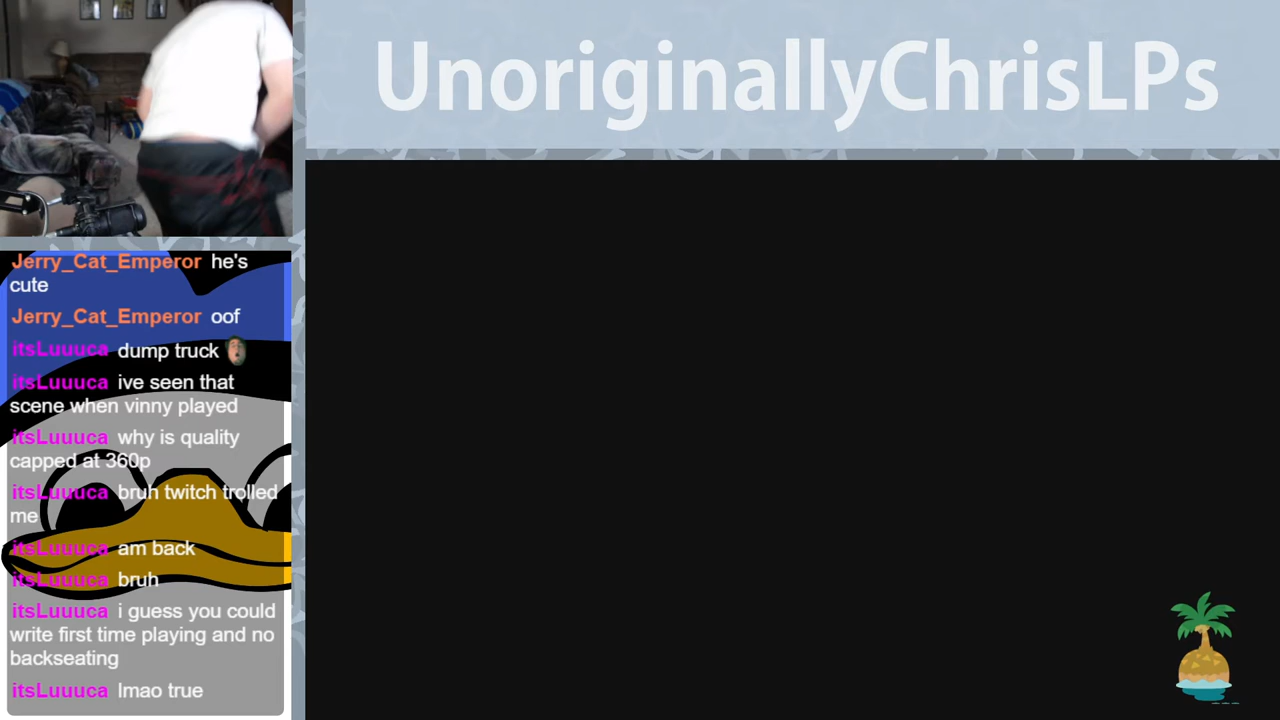 UnoriginallyChrisLPs
Jerry_Cat_Emperor he's
cute
Jerry_Cat_Emperor oof
itsLuuuca dump truck
itsLuuuca ive seen that
scene when vinny played
itsLuuuca why is quality
capped at 360p
itsLuuuca bruh twitch trolled
me
itsLuuuca am back
itsLuuuca bruh
itsLuuuca i guess you could
write first time playing and no
backseating
itsLuuuca lmao true